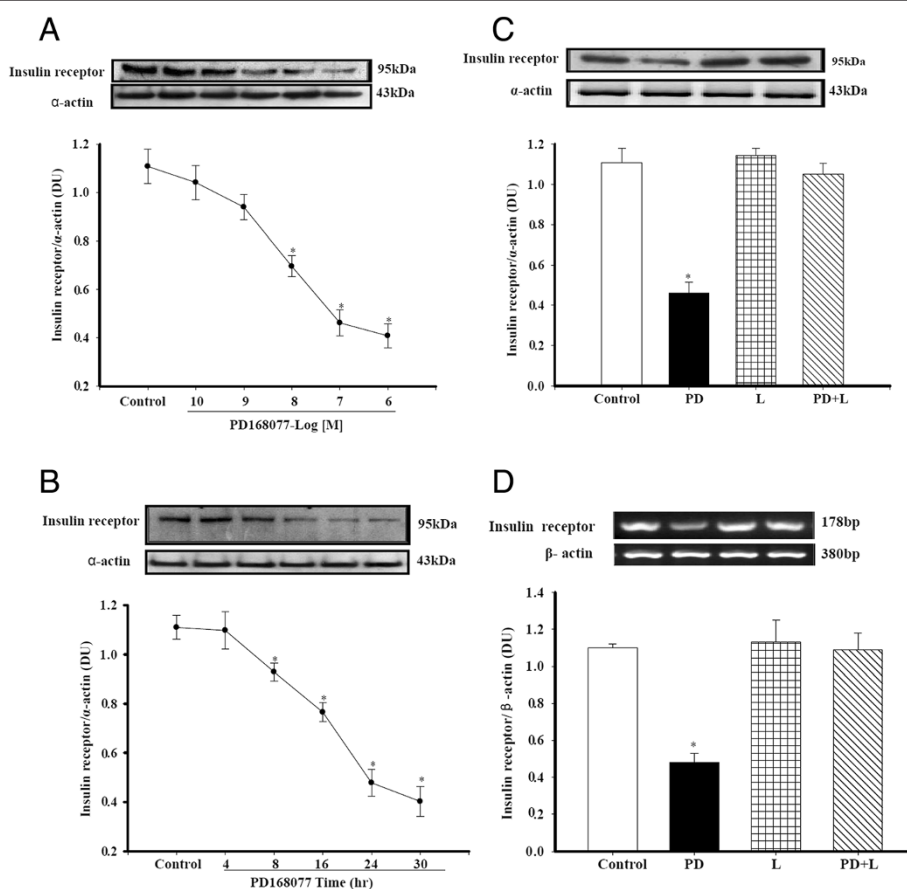 A
Insulin receptor 95kDa
α-actin 43kDa
Insulin receptor/α-actin (DU)
1.2
1.0
0.8
0.6
0.4
0.2
* * *
Control 10 9 8 7 6
PD168077-Log [M]
C
Insulin receptor 95kDa
α-actin 43kDa
Insulin receptor/α-actin (DU)
1.2
1.0
0.8
0.6
0.4
0.2
0.0
*
Control PD L PD+L
B
Insulin receptor 95kDa
α-actin 43kDa
Insulin receptor/α-actin (DU)
1.2
1.0
0.8
0.6
0.4
0.2
* * * *
Control 4 8 16 24 30
PD168077 Time (hr)
D
Insulin receptor 178bp
β- actin 380bp
Insulin receptor/β-actin (DU)
1.4
1.2
1.0
0.8
0.6
0.4
0.2
0.0
*
Control PD L PD+L